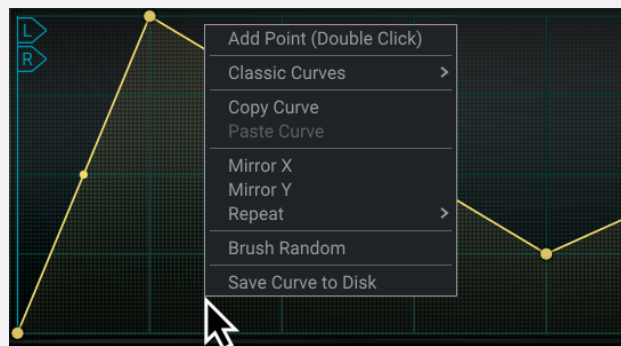 L
R
Add Point (Double Click)
Classic Curves
Copy Curve
Paste Curve
Mirror X
Mirror Y
Repeat
Brush Random
Save Curve to Disk